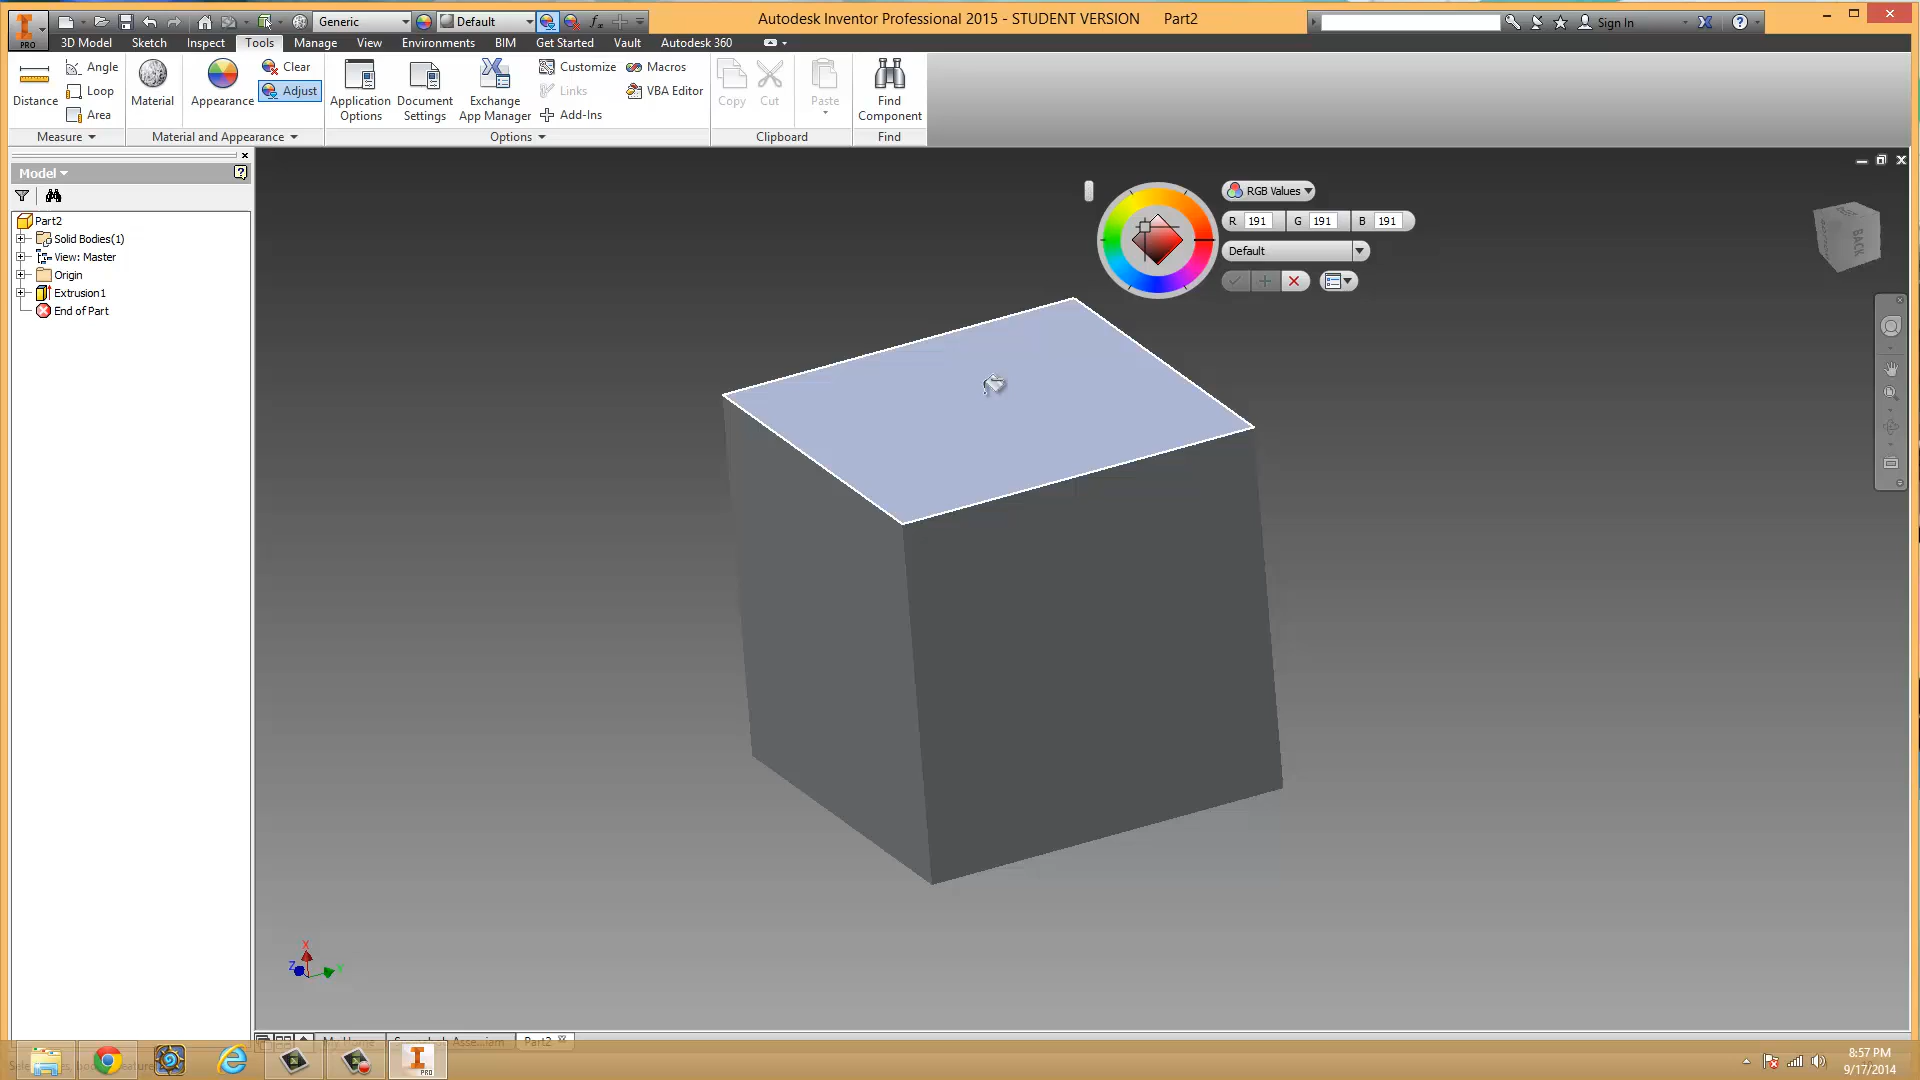 Generic
Default
Autodesk Inventor Professional 2015 - STUDENT VERSION Part2
Sign In
PRO
3D Model Sketch Inspect Tools Manage View Environments BIM Get Started Vault Autodesk 360
Distance
Angle
Loop
Area
Material
Appearance
Clear
Adjust
Application Options
Document Settings
Exchange App Manager
Customize
Links
Add-Ins
Macros
VBA Editor
Copy
Cut
Paste
Find Component
Measure
Material and Appearance
Options
Clipboard
Find
Model
Part2
Solid Bodies(1)
View: Master
Origin
Extrusion1
End of Part
RGB Values
R 191 G 191 B 191
Default
BACK
X
Z
Y
My Home
Part2
PRO
8:57 PM
9/17/2014